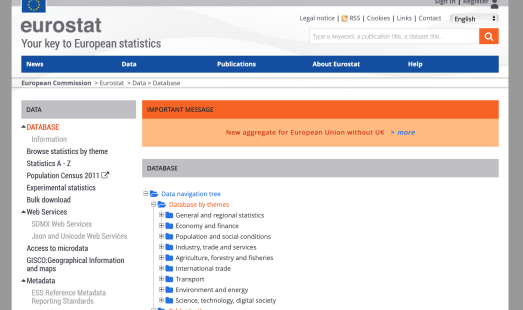 Sign in | Register
Legal notice | RSS | Cookies | Links | Contact English
eurostat
Your key to European statistics
Type a keyword, a publication title, a dataset title...
News Data Publications About Eurostat Help
European Commission > Eurostat > Data > Database
DATA
DATABASE
Information
Browse statistics by theme
Statistics A - Z
Population Census 2011
Experimental statistics
Bulk download
Web Services
SDMX Web Services
Json and Unicode Web Services
Access to microdata
GISCO:Geographical Information
and maps
Metadata
ESS Reference Metadata
Reporting Standards
IMPORTANT MESSAGE
New aggregate for European Union without UK > more
DATABASE
Data navigation tree
Database by themes
General and regional statistics
Economy and finance
Population and social conditions
Industry, trade and services
Agriculture, forestry and fisheries
International trade
Transport
Environment and energy
Science, technology, digital society